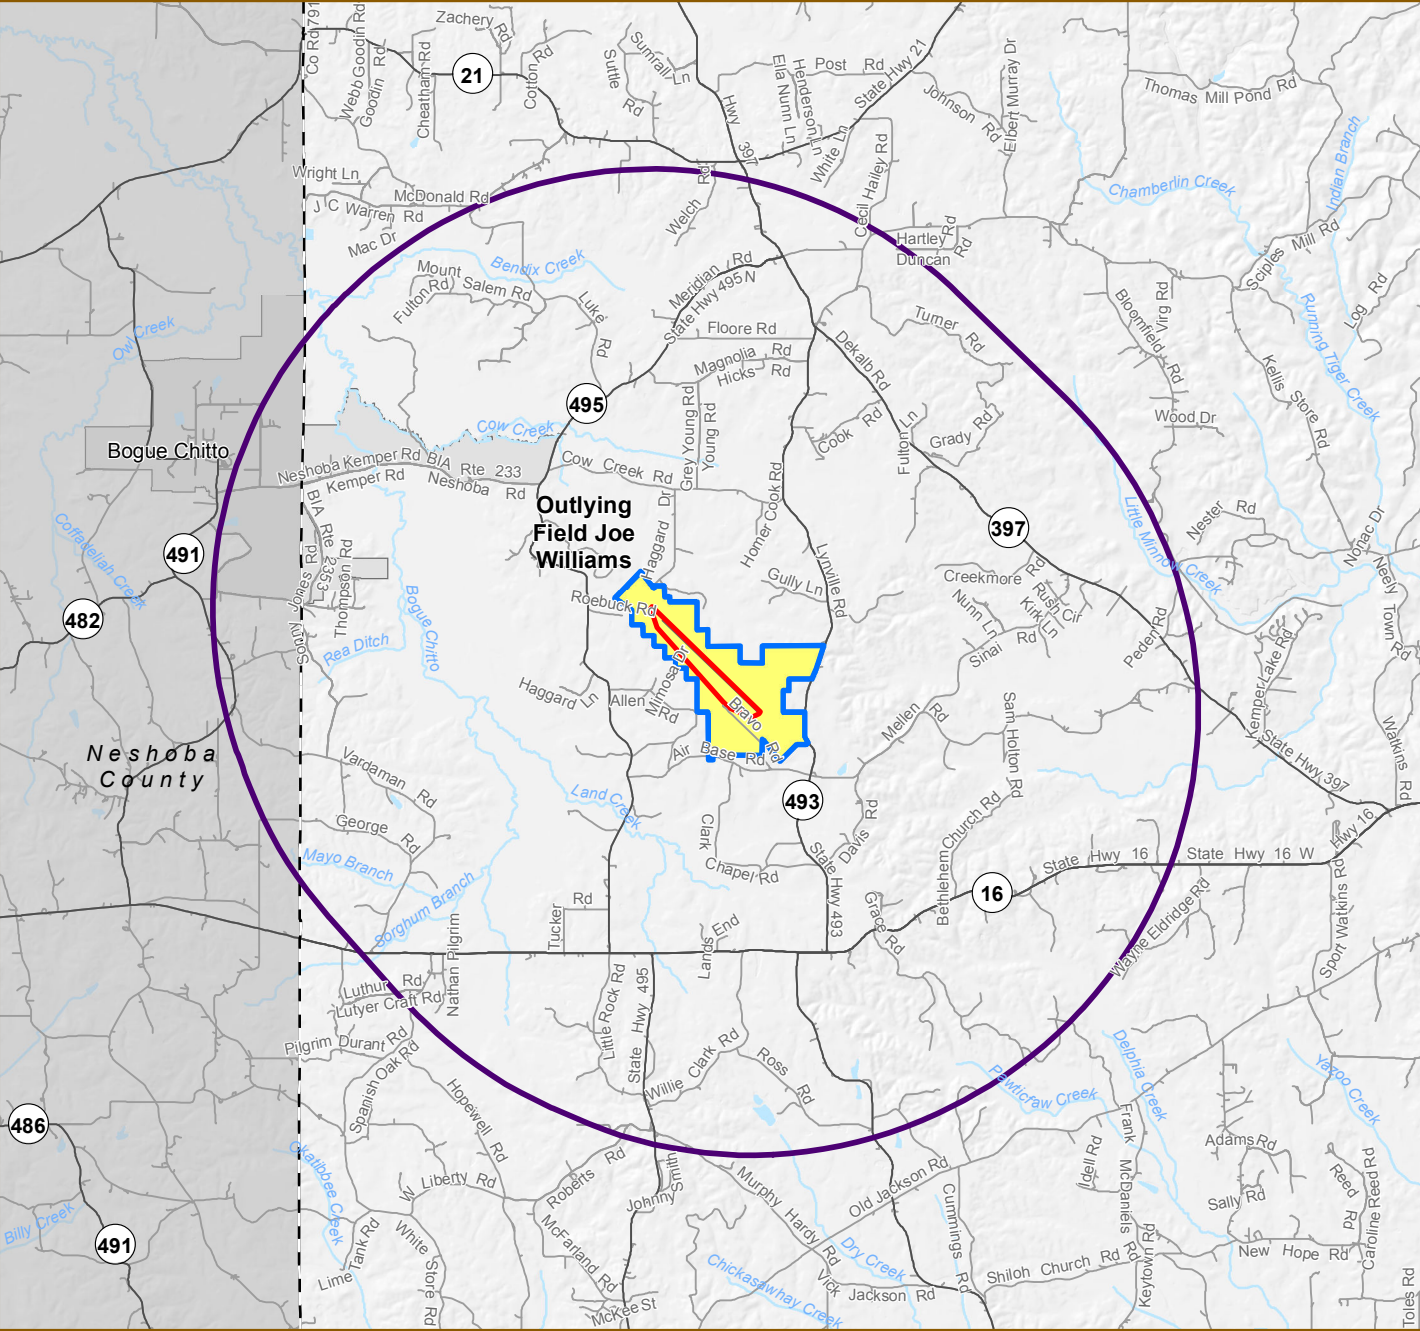 Zachery Rd
Co Rd 791
Webb Goodin Rd
Goodin Rd
Cheatham Rd
21
Cotton Rd
Suttle Rd
Sumrall Ln
Hwy 397
Ella Nunn Ln
Henderson Ln
Post Rd
State Hwy 21
White Ln
Johnson Rd
Elbert Murray Dr
Thomas Mill Pond Rd
Indian Branch
Chamberlin Creek
Wright Ln
McDonald Rd
J C Warren Rd
Mac Dr
Welch Rd
Cecil Hailey Rd
Hartley Rd
Duncan Rd
Sciples Mill Rd
Log Rd
Running Tiger Creek
Bendix Creek
Mount Salem Rd
Fulton Rd
Luke Rd
Meridian Rd
State Hwy 495 N
Floore Rd
Magnolia Rd
Hicks Rd
Turner Rd
Dekalb Rd
Bloomfield Rd
Virg Rd
Kellis Store Rd
Wood Dr
Owl Creek
495
Cow Creek
Grey Young Rd
Young Rd
Cook Rd
Fulton Ln
Grady Rd
Bogue Chitto
Neshoba Kemper Rd
BIA Rte 233
Kemper Rd
Neshoba Rd
Cow Creek Rd
Homer Cook Rd
Outlying
Field Joe
Williams
Haggard Dr
397
Little Minnow Creek
Nester Rd
Nonac Dr
Neely Town Rd
Coffadeliah Creek
491
482
BIA Rte 2353
Sonny Jones Rd
Thompson Rd
Rea Ditch
Bogue Chitto
Roebuck Rd
Gully Ln
Lynville Rd
Creekmore Rd
Rush Cir
Kirk Ln
Nunn Ln
Sinai Rd
Peden Rd
Kemper Lake Rd
Haggard Ln
Allen Rd
Mimosa Dr
Bravo Rd
Air Base Rd
Mellen Rd
Sam Holton Rd
State Hwy 397
Watkins Rd
Neshoba
County
Vardaman Rd
George Rd
Land Creek
493
Clark
Chapel Rd
Davis Rd
State Hwy 493
Bethlehem Church Rd
State Hwy 16
State Hwy 16 W
Hwy 16
Mayo Branch
Sorghum Branch
16
Grace Rd
Wayne Eldridge Rd
Sport Watkins Rd
Tucker Rd
Lands End
Nathan Pilgrim
Luthur Rd
Lutyer Craft Rd
Little Rock Rd
State Hwy 495
Pilgrim Durant Rd
Spanish Oak Rd
Hopewell Rd
Willie Clark Rd
Ross Rd
Pawticfaw Creek
Delphia Creek
Yazoo Creek
486
Okatibbee Creek
Frank McDaniels Rd
Idell Rd
Adams Rd
Sally Rd
Reed Rd
Caroline Reed Rd
W Liberty Rd
Roberts Rd
Johnny Smith
Murphy Hardy Rd
Old Jackson Rd
Cummings Rd
Billy Creek
491
Lime Tank Rd
White Store Rd
McFarland Rd
McKee St
Chickasawhay Creek
Dry Creek
Vick
Jackson Rd
Shiloh Church Rd
Keytown Rd
New Hope Rd
Toles Rd